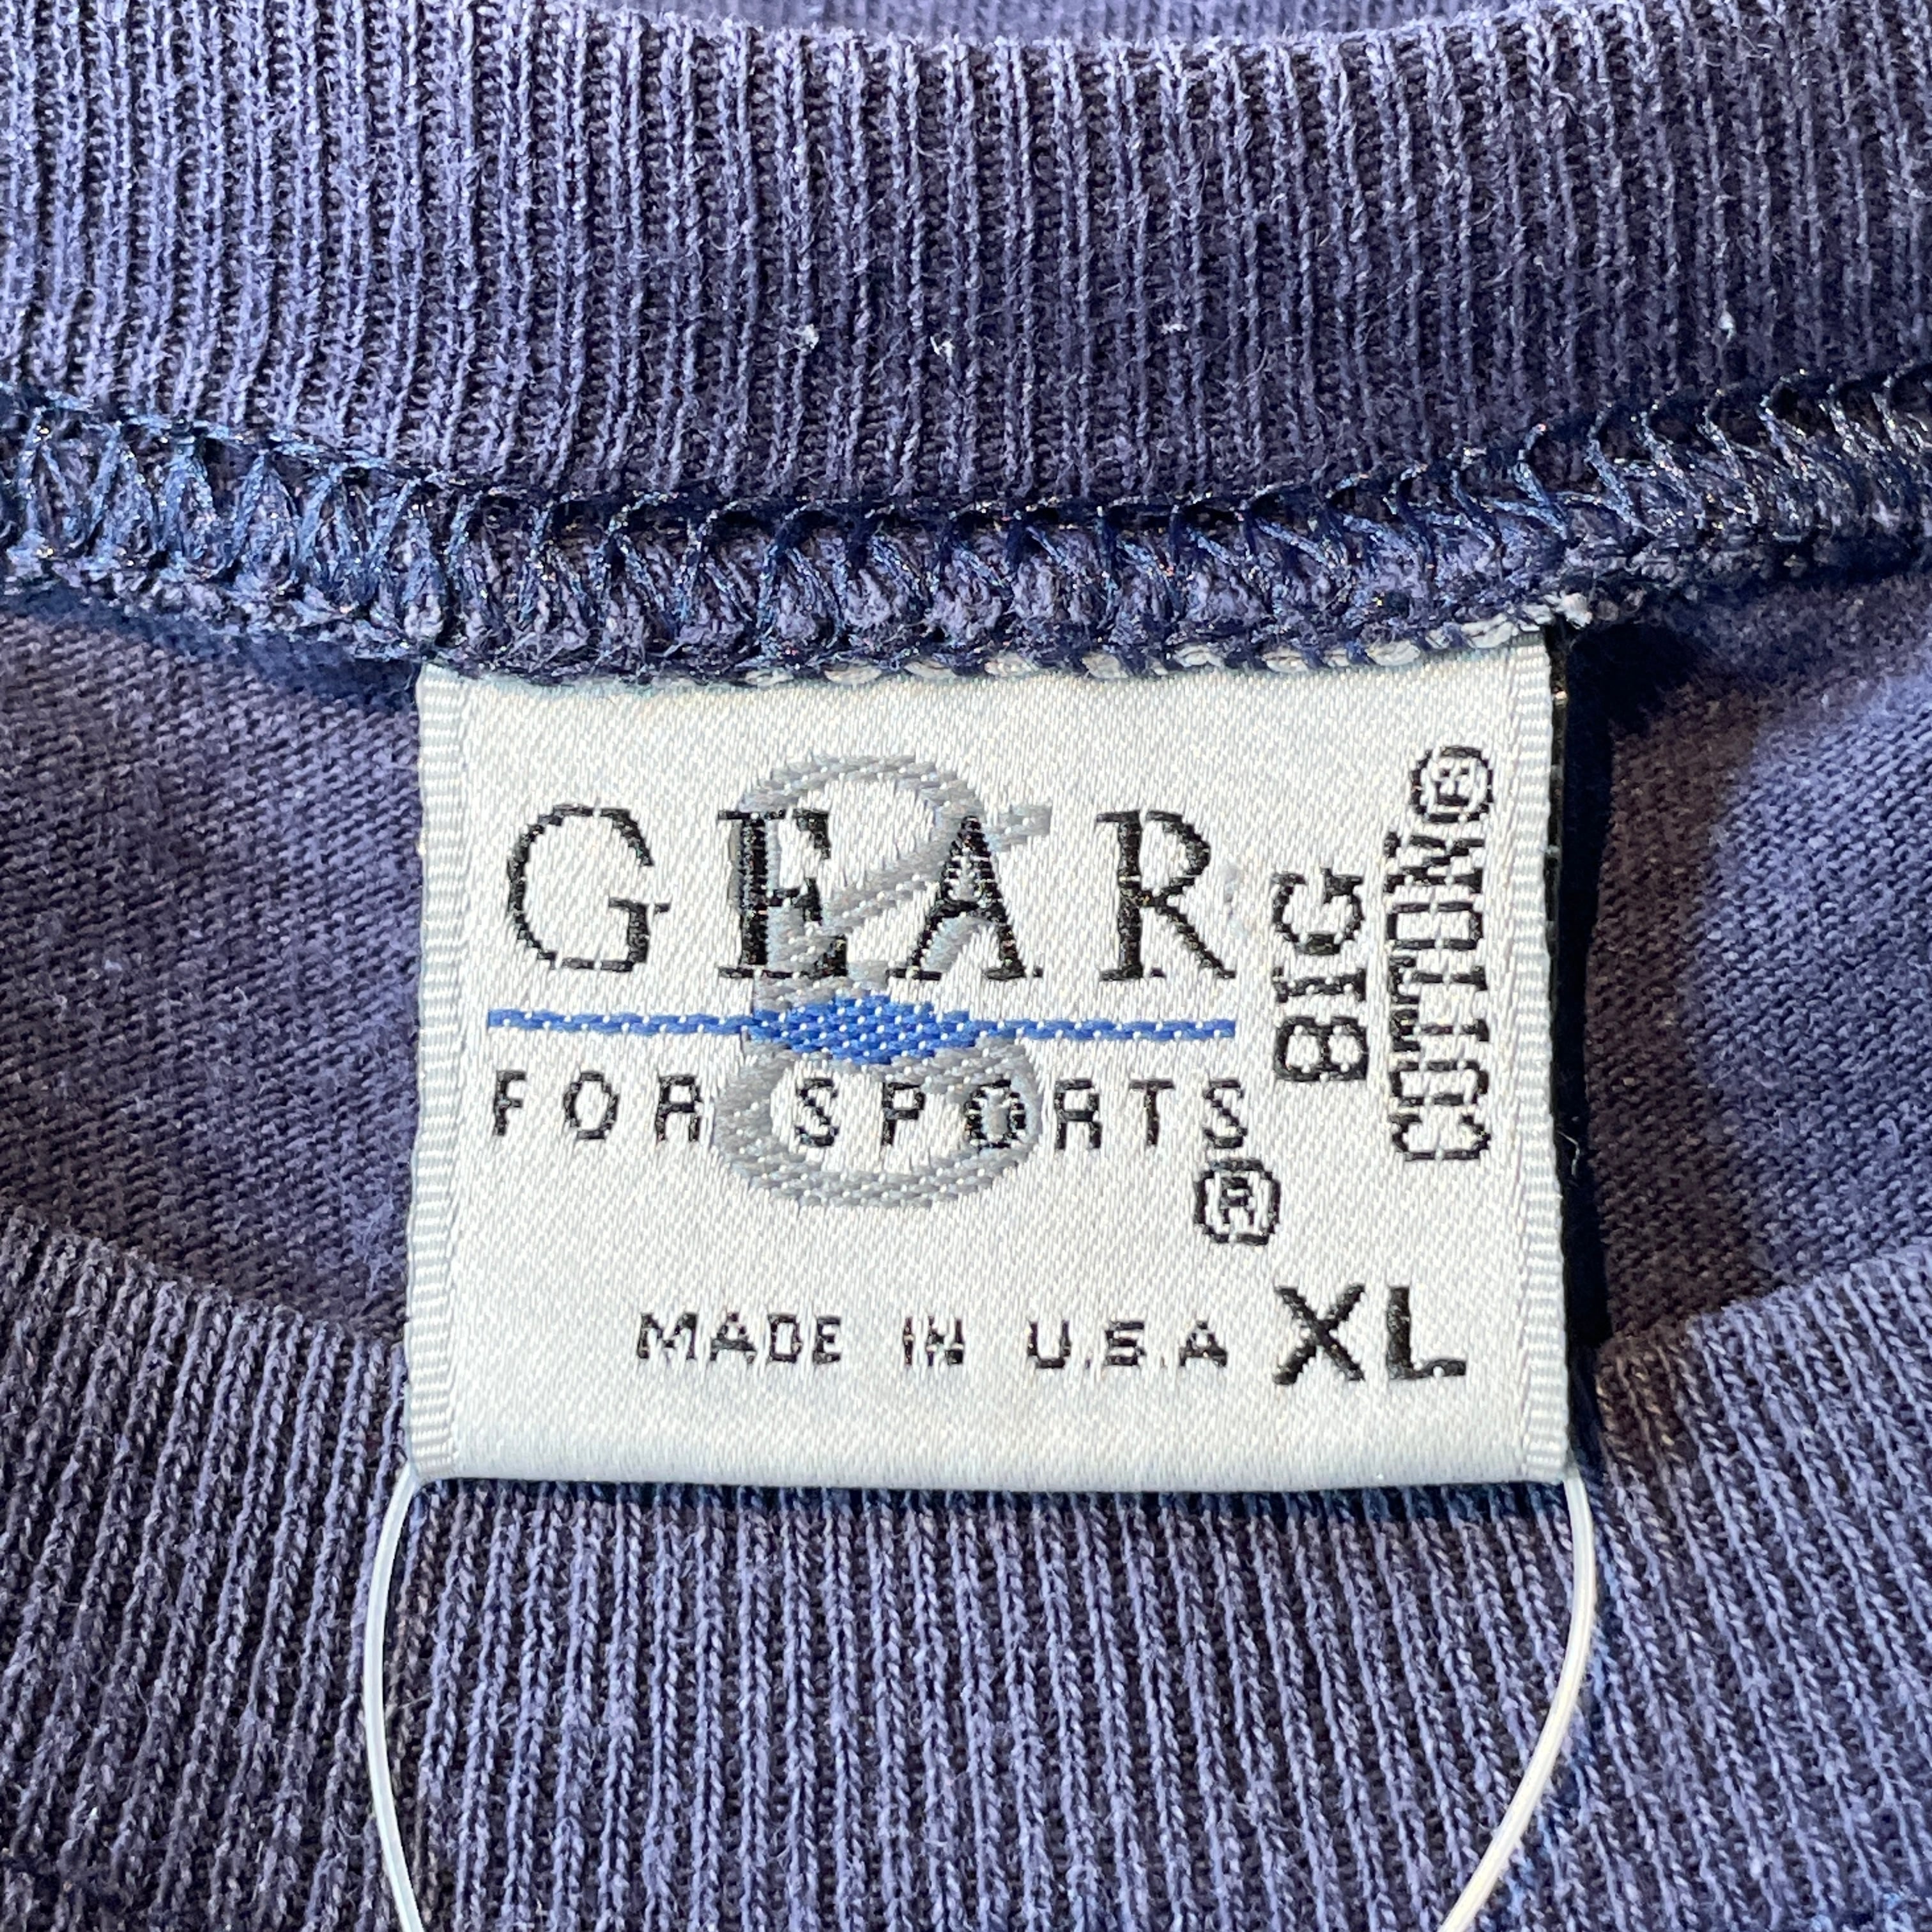 GEAR
FOR SPORTS®
BIG
COTTON®
MADE IN U.S.A XL